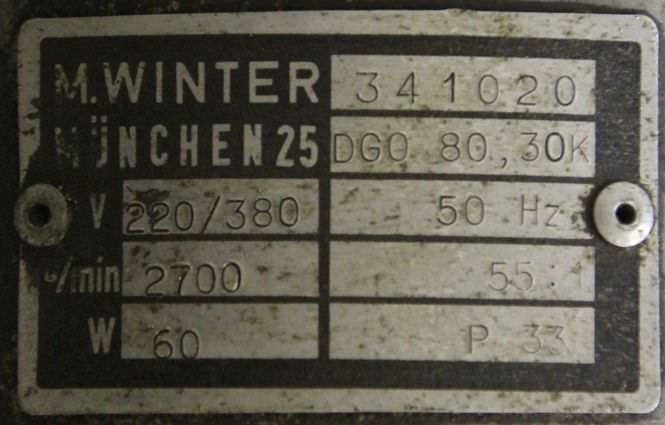 M.WINTER 341020
MÜNCHEN 25 DGO 80,30K
V 220/380 50 Hz
/min 2700 55:1
W 60 P 33